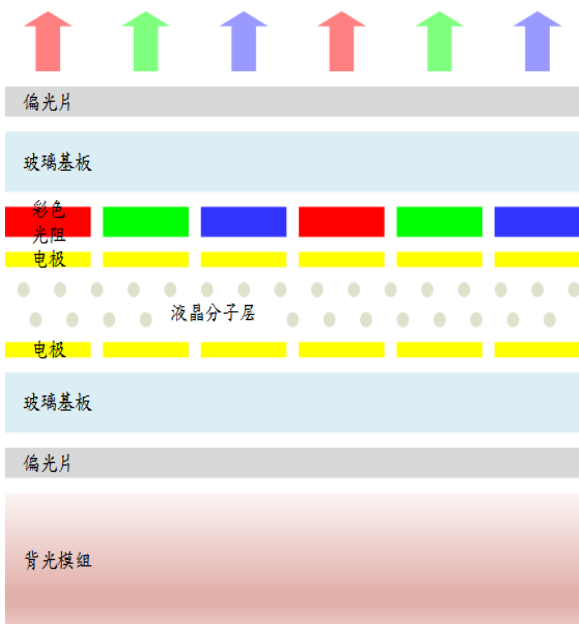 偏光片
玻璃基板
彩色
光阻
电极
液晶分子层
电极
玻璃基板
偏光片
背光模组